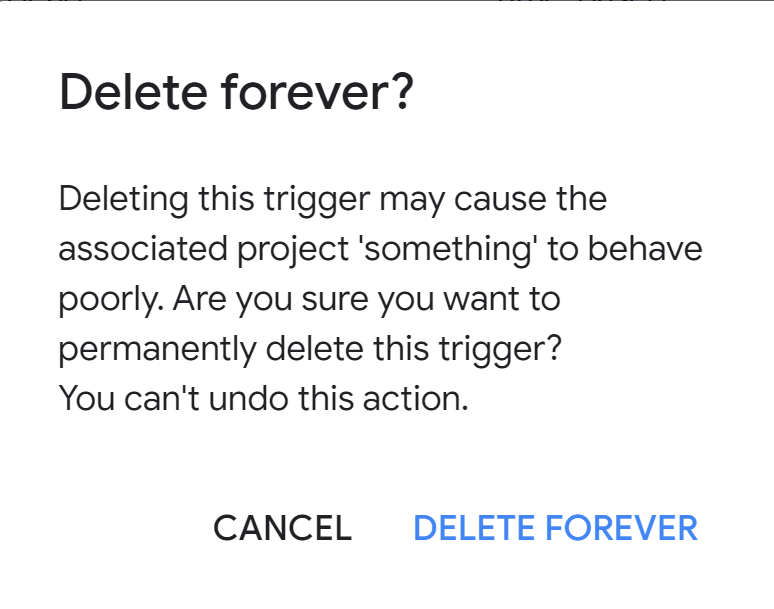 Delete forever?
Deleting this trigger may cause the
associated project 'something' to behave
poorly. Are you sure you want to
permanently delete this trigger?
You can't undo this action.
CANCEL DELETE FOREVER